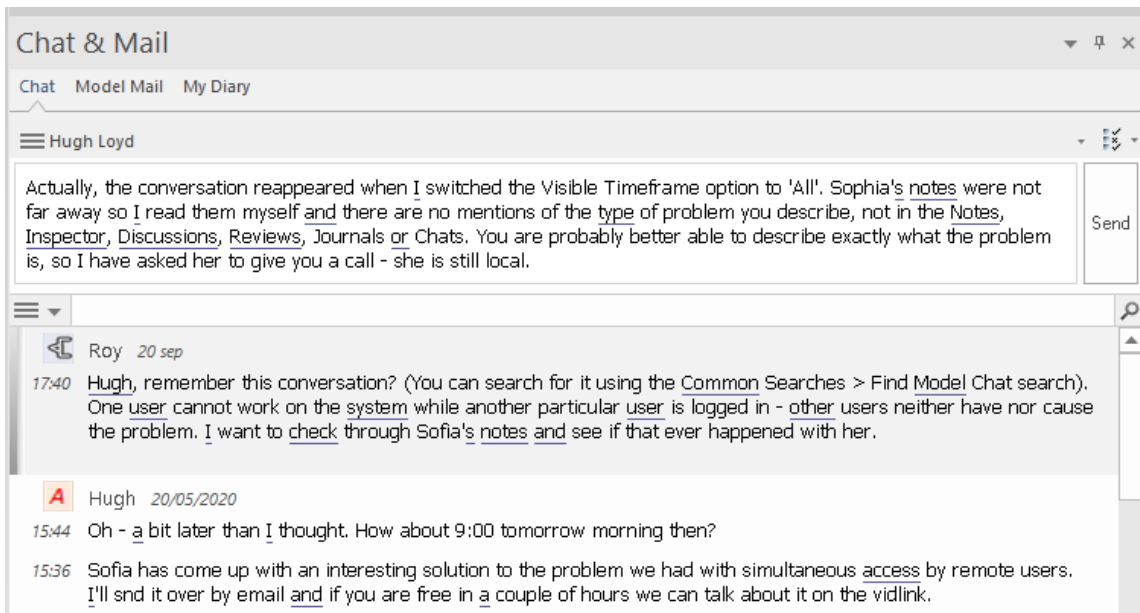 Chat & Mail
Chat Model Mail My Diary
Hugh Loyd
Actually, the conversation reappeared when I switched the Visible Timeframe option to 'All'. Sophia's notes were not
far away so I read them myself and there are no mentions of the type of problem you describe, not in the Notes,
Inspector, Discussions, Reviews, Journals or Chats. You are probably better able to describe exactly what the problem
is, so I have asked her to give you a call - she is still local.
Send
Roy 20 sep
17:40 Hugh, remember this conversation? (You can search for it using the Common Searches > Find Model Chat search).
One user cannot work on the system while another particular user is logged in - other users neither have nor cause
the problem. I want to check through Sofia's notes and see if that ever happened with her.
A Hugh 20/05/2020
15:44 Oh - a bit later than I thought. How about 9:00 tomorrow morning then?
15:36 Sofia has come up with an interesting solution to the problem we had with simultaneous access by remote users.
I'll snd it over by email and if you are free in a couple of hours we can talk about it on the vidlink.